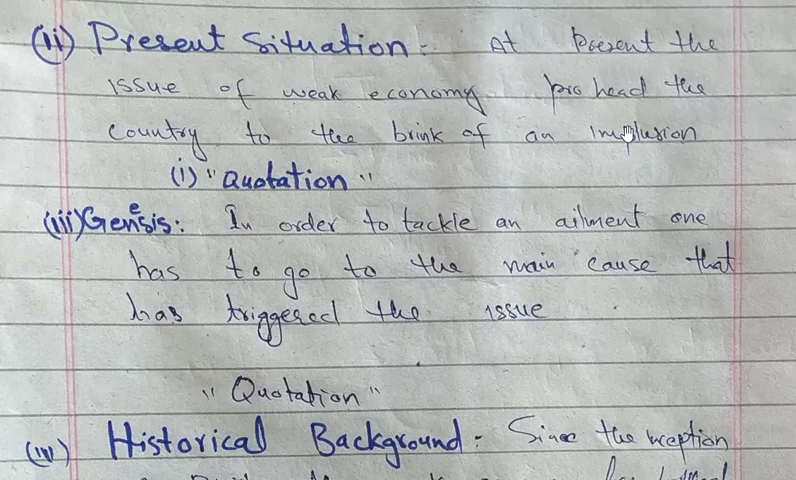 (ii) Present Situation:- At Present the
issue of weak economy pro head the
country to the brink of an implusion
(i) "Quotation"
(iii) Genesis: In order to tackle an ailment one
has to go to the main cause that
has triggered the issue
"Quotation"
(iv) Historical Background:- Since the inception